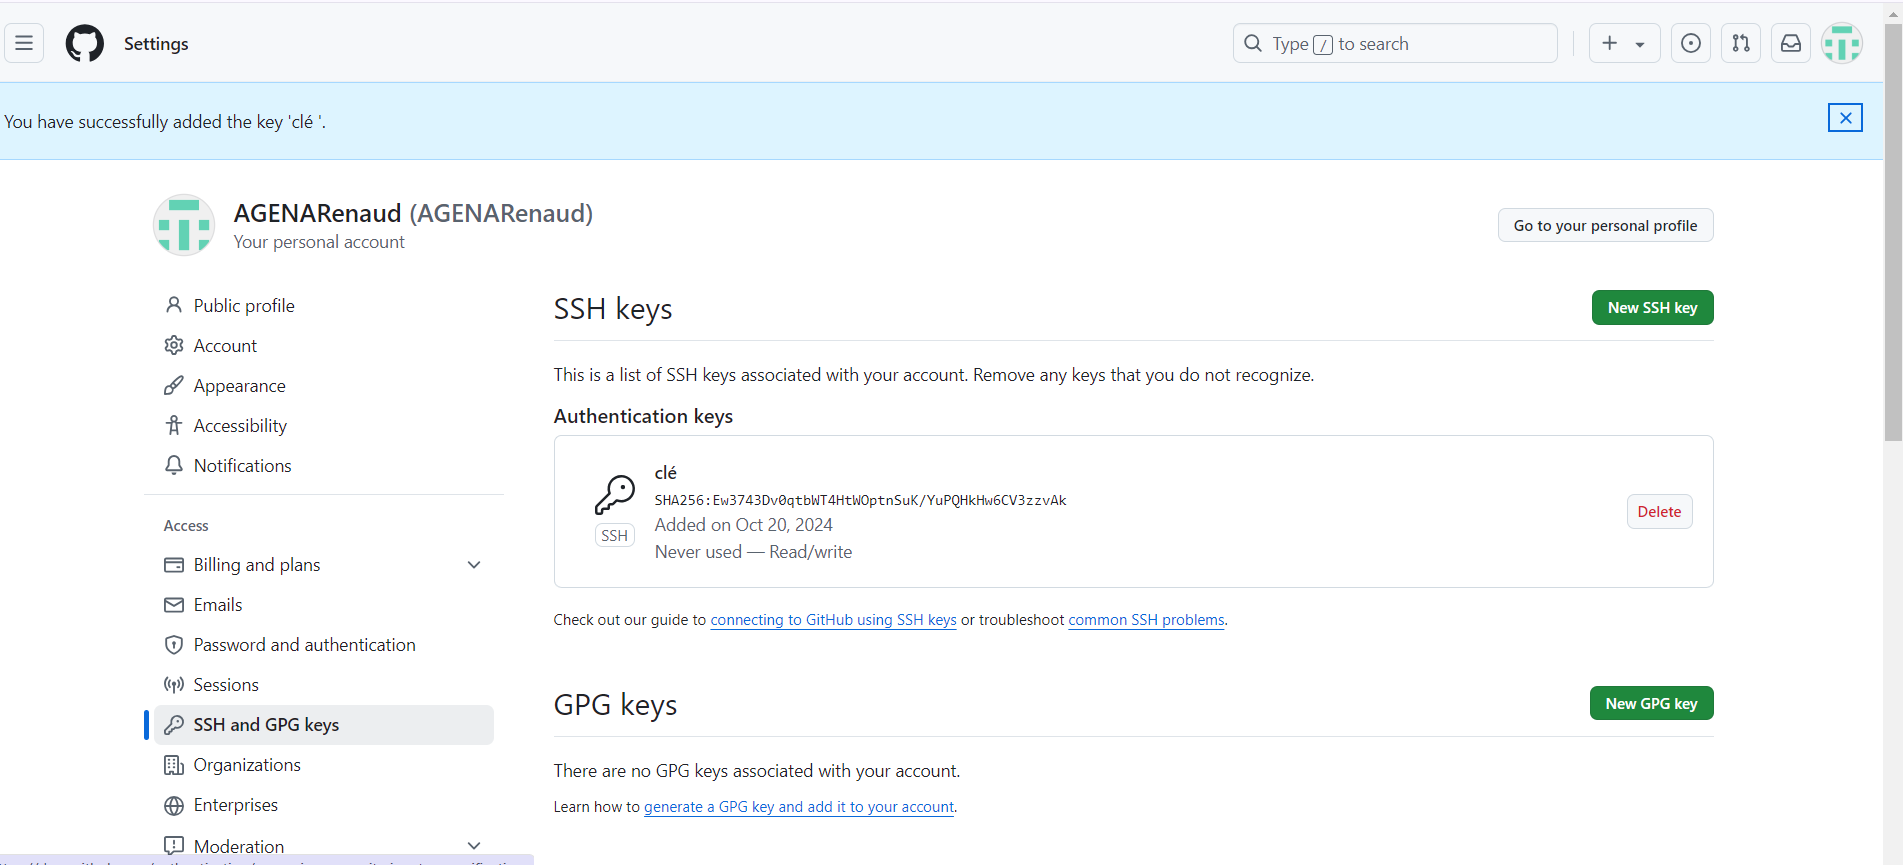 Settings
Type / to search
You have successfully added the key 'clé '.
AGENARenaud (AGENARenaud)
Your personal account
Go to your personal profile
Public profile
Account
Appearance
Accessibility
Notifications
Access
Billing and plans
Emails
Password and authentication
Sessions
SSH and GPG keys
Organizations
Enterprises
Moderation
SSH keys
New SSH key
This is a list of SSH keys associated with your account. Remove any keys that you do not recognize.
Authentication keys
clé
SHA256:Ew3743Dv0qtbWT4HtWOptnSuK/YuPQHkHw6CV3zzvAk
SSH
Added on Oct 20, 2024
Never used — Read/write
Delete
Check out our guide to connecting to GitHub using SSH keys or troubleshoot common SSH problems.
GPG keys
New GPG key
There are no GPG keys associated with your account.
Learn how to generate a GPG key and add it to your account.